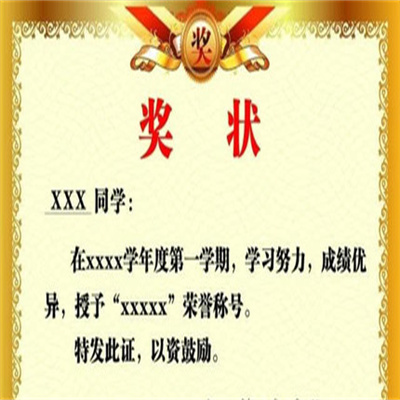 奖
奖 状
XXX 同学:
在xxxx学年度第一学期，学习努力，成绩优
异，授予“xxxxx”荣誉称号。
特发此证，以资鼓励。